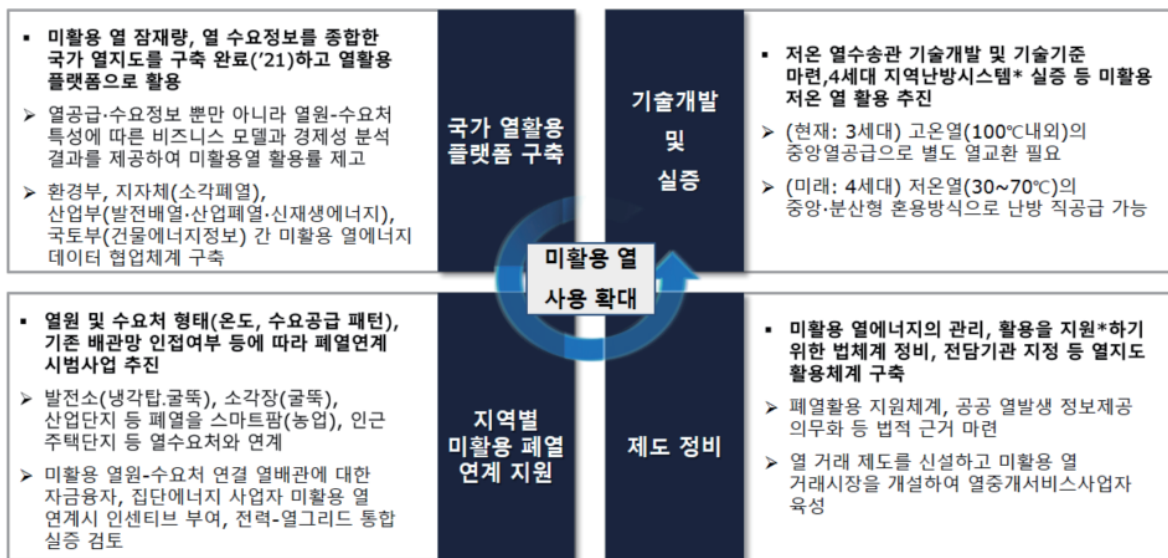 ▪ 미활용 열 잠재량, 열 수요정보를 종합한
국가 열지도를 구축 완료('21)하고 열활용
플랫폼으로 활용
➢ 열공급·수요정보 뿐만 아니라 열원-수요처
특성에 따른 비즈니스 모델과 경제성 분석
결과를 제공하여 미활용열 활용률 제고
➢ 환경부, 지자체(소각폐열),
산업부(발전배열·산업폐열·신재생에너지),
국토부(건물에너지정보) 간 미활용 열에너지
데이터 협업체계 구축
국가 열활용
플랫폼 구축
기술개발
및
실증
▪ 저온 열수송관 기술개발 및 기술기준
마련,4세대 지역난방시스템* 실증 등 미활용
저온 열 활용 추진
➢ (현재: 3세대) 고온열(100℃내외)의
중앙열공급으로 별도 열교환 필요
➢ (미래: 4세대) 저온열(30~70℃)의
중앙·분산형 혼용방식으로 난방 직공급 가능
미활용 열
사용 확대
▪ 열원 및 수요처 형태(온도, 수요공급 패턴),
기존 배관망 인접여부 등에 따라 폐열연계
시범사업 추진
➢ 발전소(냉각탑.굴뚝), 소각장(굴뚝),
산업단지 등 폐열을 스마트팜(농업), 인근
주택단지 등 열수요처와 연계
➢ 미활용 열원-수요처 연결 열배관에 대한
자금융자, 집단에너지 사업자 미활용 열
연계시 인센티브 부여, 전력-열그리드 통합
실증 검토
지역별
미활용 폐열
연계 지원
제도 정비
▪ 미활용 열에너지의 관리, 활용을 지원*하기
위한 법체계 정비, 전담기관 지정 등 열지도
활용체계 구축
➢ 폐열활용 지원체계, 공공 열발생 정보제공
의무화 등 법적 근거 마련
➢ 열 거래 제도를 신설하고 미활용 열
거래시장을 개설하여 열중개서비스사업자
육성